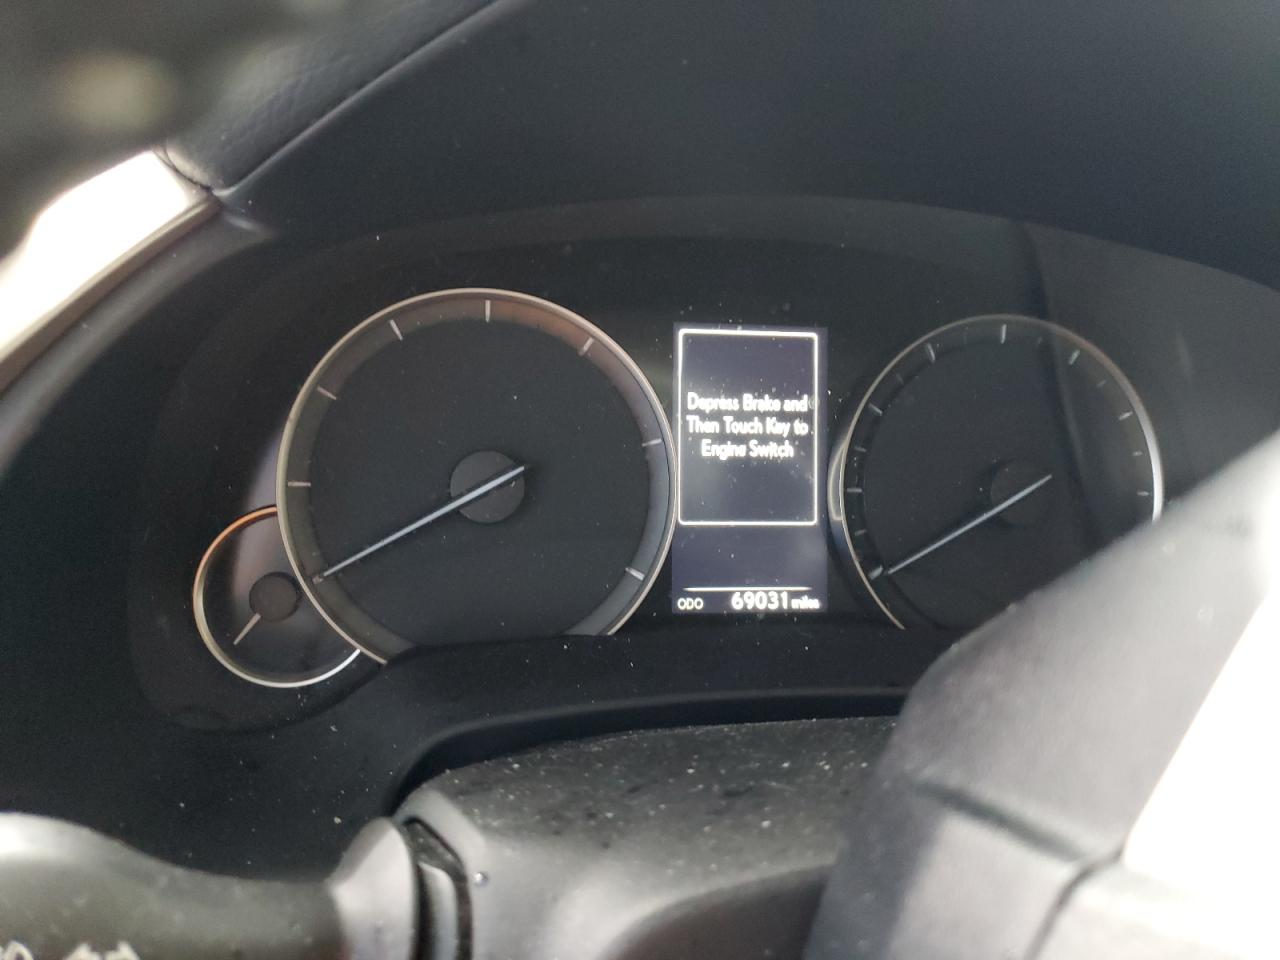 Depress Brake and
Then Touch Key to
Engine Switch
ODO 69031 miles